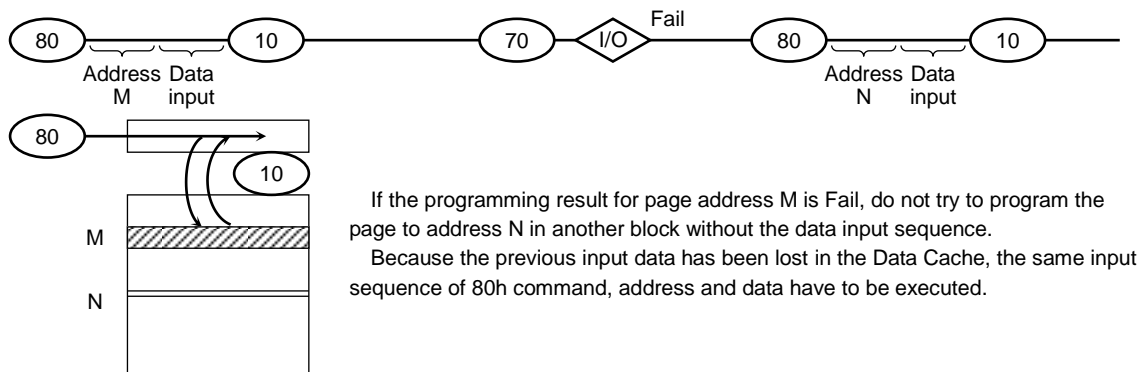 Fail
80 10 70 I/O 80 10
Address Data Address Data
M input N input
80
10
M
N
If the programming result for page address M is Fail, do not try to program the
page to address N in another block without the data input sequence.
Because the previous input data has been lost in the Data Cache, the same input
sequence of 80h command, address and data have to be executed.